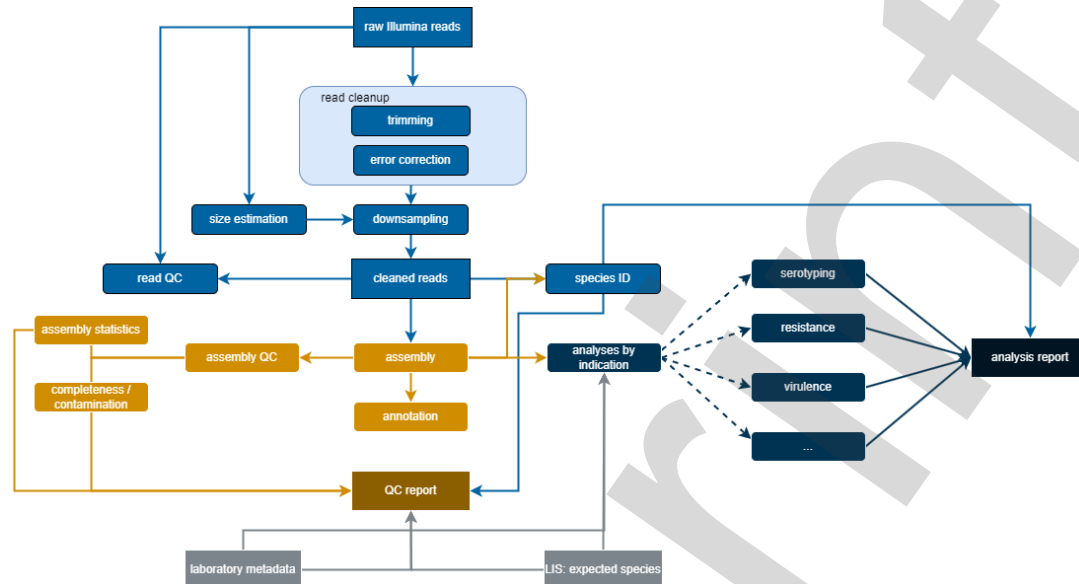 raw Illumina reads
read cleanup
trimming
error correction
size estimation
downsampling
read QC
cleaned reads
species ID
serotyping
assembly statistics
resistance
assembly QC
assembly
analyses by
indication
analysis report
completeness /
contamination
virulence
annotation
...
QC report
laboratory metadata
LIS: expected species